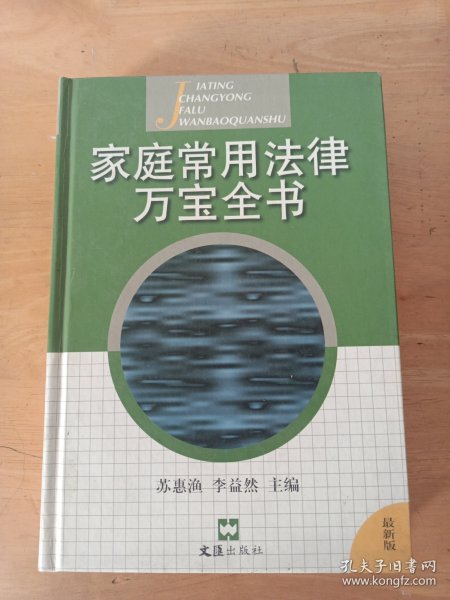 JIATING
CHANGYONG
FALU
WANBAOQUANSHU
家庭常用法律
万宝全书
苏惠渔 李益然 主编
最新版
文匯出版社
孔夫子旧书网
www.kongfz.com